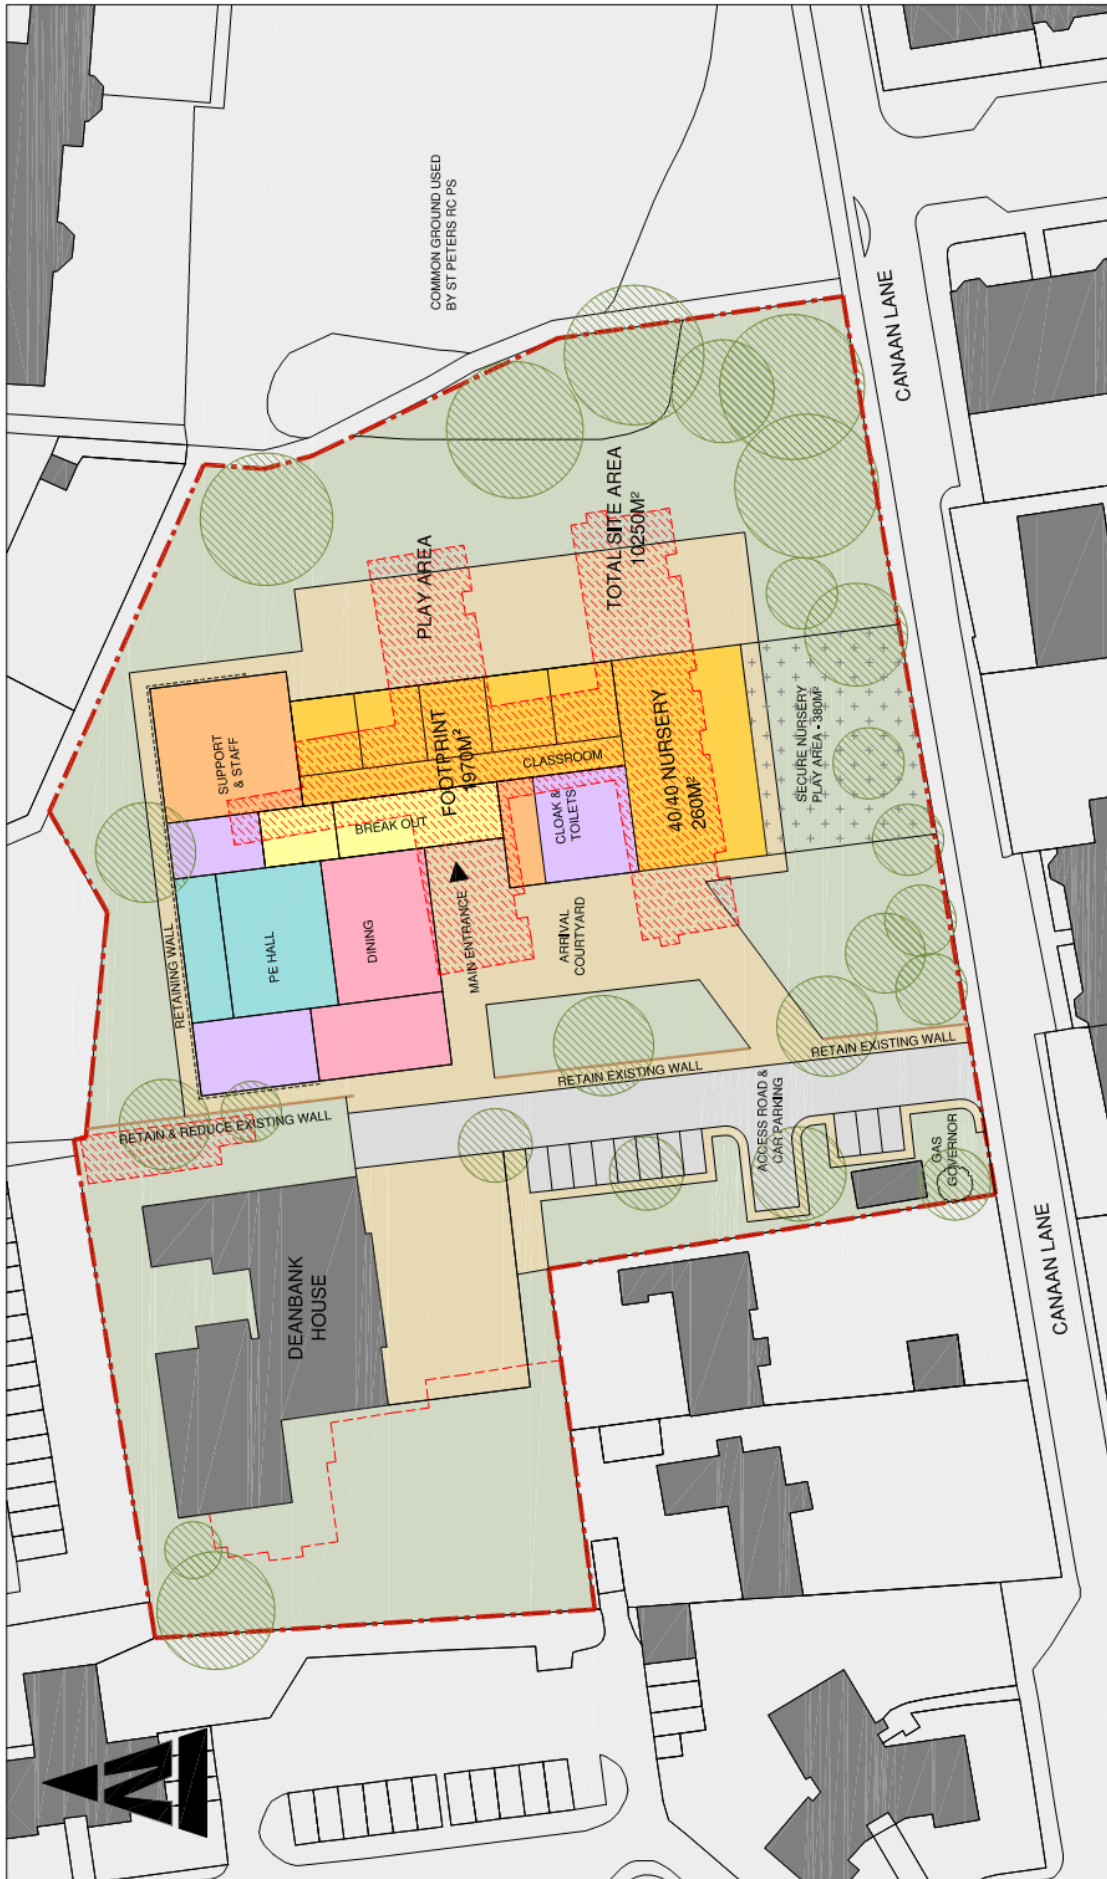 COMMON GROUND USED
BY ST PETERS RC PS
CANAAN LANE
TOTAL SITE AREA
10250M²
PLAY AREA
SUPPORT
& STAFF
FOOTPRINT
1970M²
CLASSROOM
40/40 NURSERY
260M²
SECURE NURSERY
PLAY AREA - 380M²
BREAK OUT
CLOAK &
TOILETS
RETAINING WALL
PE HALL
DINING
MAIN ENTRANCE
ARRIVAL
COURTYARD
RETAIN & REDUCE EXISTING WALL
RETAIN EXISTING WALL
RETAIN EXISTING WALL
ACCESS ROAD &
CAR PARKING
GAS
GOVERNOR
DEANBANK
HOUSE
CANAAN LANE
N